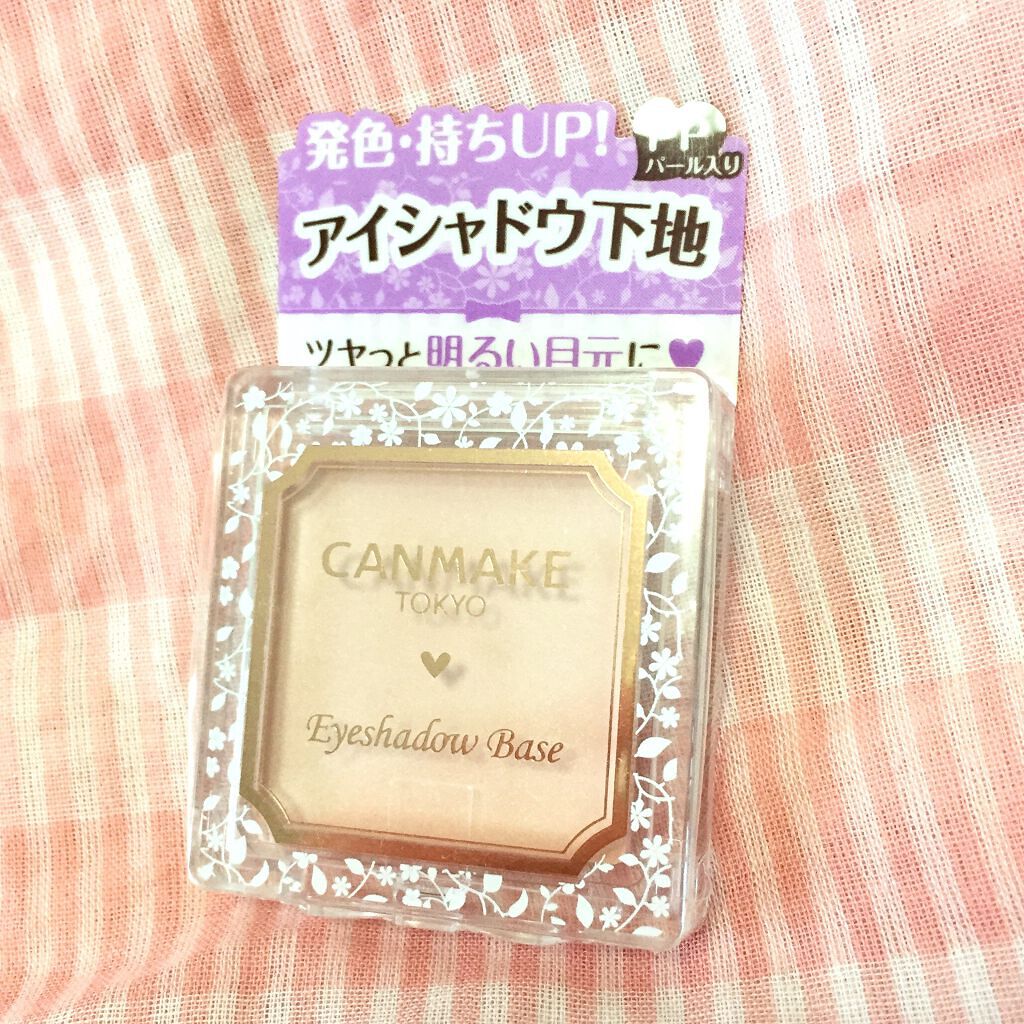 発色・持ちUP!
PP
パール入り
アイシャドウ下地
ツヤっと明るい目元に♥
CANMAKE
TOKYO
Eyeshadow Base